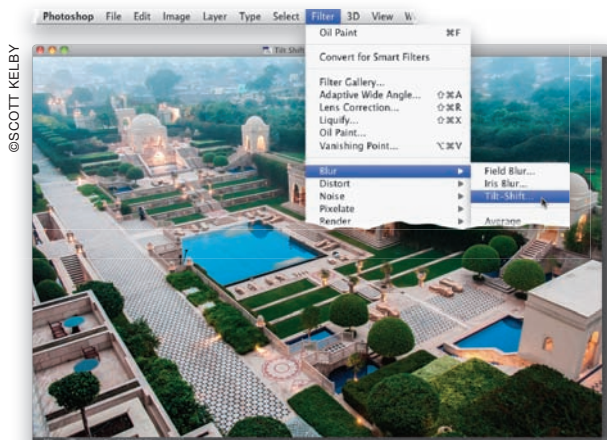 Photoshop File Edit Image Layer Type Select Filter 3D View
Oil Paint ⌘F
Convert for Smart Filters
Filter Gallery...
Adaptive Wide Angle... ⇧⌘A
Lens Correction... ⇧⌘R
Liquify... ⇧⌘X
Oil Paint...
Vanishing Point... ⌥⌘V
Blur
Distort
Noise
Pixelate
Render
Field Blur...
Iris Blur...
Tilt-Shift...
Average
Tilt Shift
©SCOTT KELBY